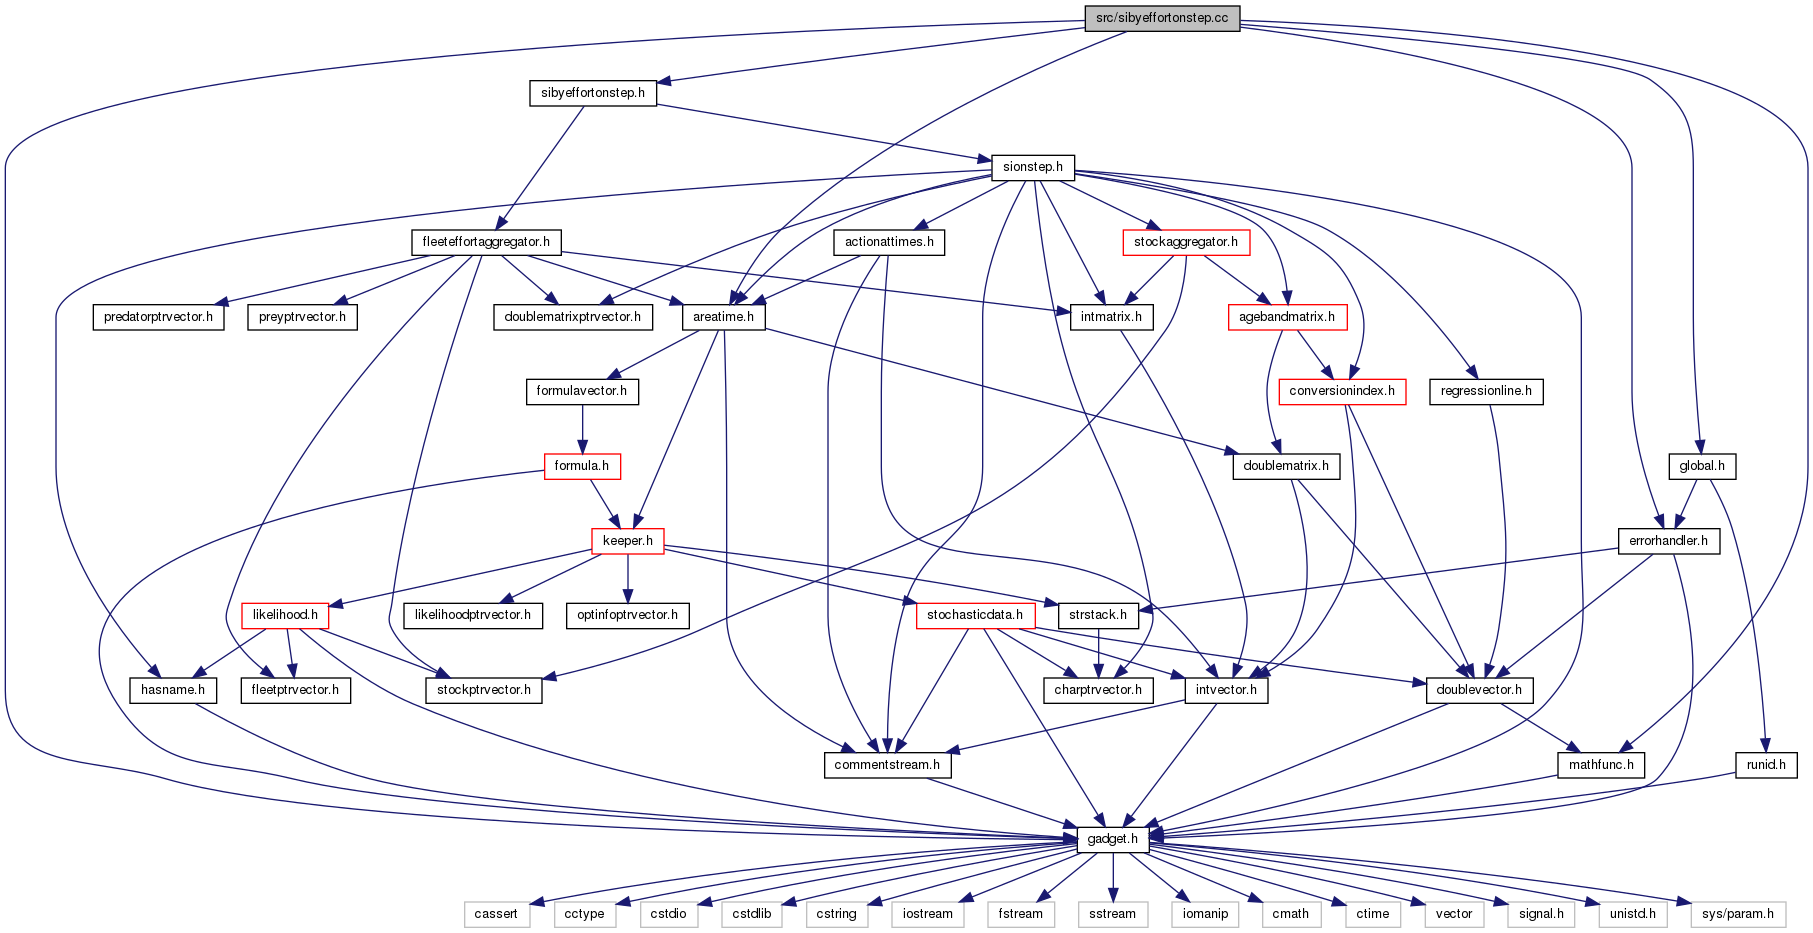 src/sibyeffortonstep.cc
sibyeffortonstep.h
sionstep.h
fleeteffortaggregator.h
actionattimes.h
stockaggregator.h
predatorptrvector.h
preyptrvector.h
doublematrixptrvector.h
areatime.h
intmatrix.h
agebandmatrix.h
formulavector.h
conversionindex.h
regressionline.h
formula.h
doublematrix.h
global.h
keeper.h
errorhandler.h
likelihood.h
likelihoodptrvector.h
optinfoptrvector.h
stochasticdata.h
strstack.h
hasname.h
fleetptrvector.h
stockptrvector.h
charptrvector.h
intvector.h
doublevector.h
commentstream.h
mathfunc.h
runid.h
gadget.h
cassert
cctype
cstdio
cstdlib
cstring
iostream
fstream
sstream
iomanip
cmath
ctime
vector
signal.h
unistd.h
sys/param.h